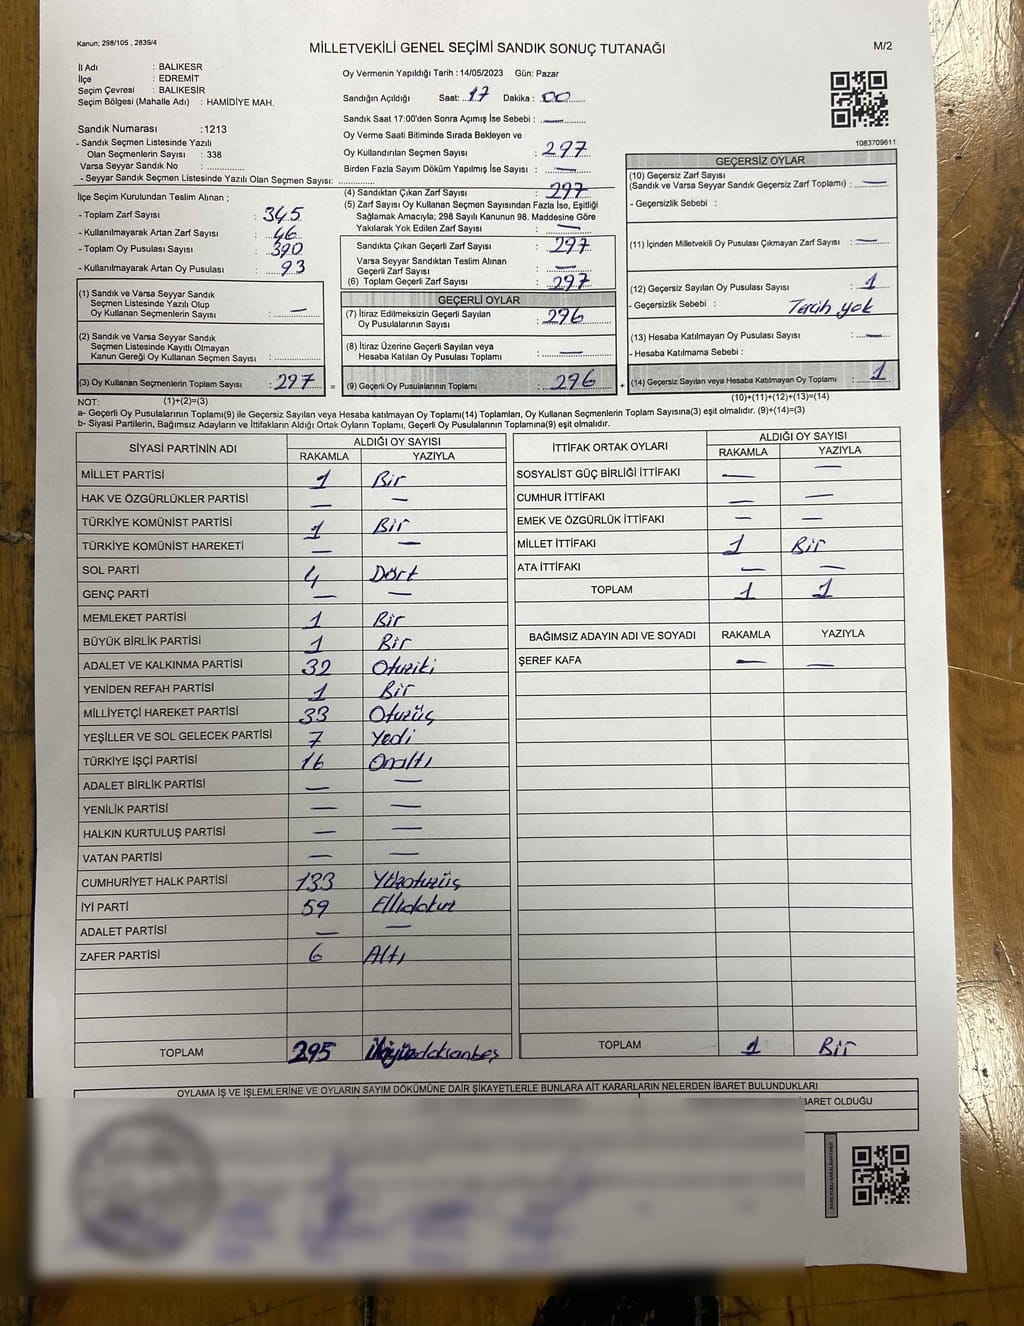 Kanun; 298/105 , 2839/4
MİLLETVEKİLİ GENEL SEÇİMİ SANDIK SONUÇ TUTANAĞI
M/2
İl Adı : BALIKESR
İlçe : EDREMIT
Seçim Çevresi : BALIKESİR
Seçim Bölgesi (Mahalle Adı) : HAMİDİYE MAH.
Sandık Numarası :1213
- Sandık Seçmen Listesinde Yazılı
Olan Seçmenlerin Sayısı : 338
Varsa Seyyar Sandık No :
- Seyyar Sandık Seçmen Listesinde Yazılı Olan Seçmen Sayısı:
Oy Vermenin Yapıldığı Tarih : 14/05/2023 Gün: Pazar
Sandığın Açıldığı Saat: 17 Dakika : 00
Sandık Saat 17:00'den Sonra Açımış İse Sebebi : —
Oy Verme Saati Bitiminde Sırada Bekleyen ve
Oy Kullandırılan Seçmen Sayısı : 297
Birden Fazla Sayım Döküm Yapılmış İse Sayısı : —
İlçe Seçim Kurulundan Teslim Alınan ;
- Toplam Zarf Sayısı : 345
- Kullanılmayarak Artan Zarf Sayısı : 46
- Toplam Oy Pusulası Sayısı : 390
- Kullanılmayarak Artan Oy Pusulası : 93
(1) Sandık ve Varsa Seyyar Sandık
Seçmen Listesinde Yazılı Olup
Oy Kullanan Seçmenlerin Sayısı : —
(2) Sandık ve Varsa Seyyar Sandık
Seçmen Listesinde Kayıtlı Olmayan
Kanun Gereği Oy Kullanan Seçmen Sayısı :
(3) Oy Kullanan Seçmenlerin Toplam Sayısı : 297 =
(4) Sandıktan Çıkan Zarf Sayısı : 297
(5) Zarf Sayısı Oy Kullanan Seçmen Sayısından Fazla İse, Eşitliği
Sağlamak Amacıyla; 298 Sayılı Kanunun 98. Maddesine Göre
Yakılarak Yok Edilen Zarf Sayısı : —
Sandıkta Çıkan Geçerli Zarf Sayısı : 297
Varsa Seyyar Sandıktan Teslim Alınan
Geçerli Zarf Sayısı : —
(6) Toplam Geçerli Zarf Sayısı : 297
GEÇERLİ OYLAR
(7) İtiraz Edilmeksizin Geçerli Sayılan
Oy Pusulalarının Sayısı : 296
(8) İtiraz Üzerine Geçerli Sayılan veya
Hesaba Katılan Oy Pusulası Toplamı : —
(9) Geçerli Oy Pusulalarının Toplamı : 296 +
1083709611
GEÇERSİZ OYLAR
(10) Geçersiz Zarf Sayısı
(Sandık ve Varsa Seyyar Sandık Geçersiz Zarf Toplamı) : —
- Geçersizlik Sebebi :
(11) İçinden Milletvekili Oy Pusulası Çıkmayan Zarf Sayısı : —
(12) Geçersiz Sayılan Oy Pusulası Sayısı : 1
- Geçersizlik Sebebi : Tarih yok
(13) Hesaba Katılmayan Oy Pusulası Sayısı : —
- Hesaba Katılmama Sebebi :
(14) Geçersiz Sayılan veya Hesaba Katılmayan Oy Toplamı : 1
NOT: (1)+(2)=(3) (10)+(11)+(12)+(13)=(14)
a- Geçerli Oy Pusulalarının Toplamı(9) ile Geçersiz Sayılan veya Hesaba katılmayan Oy Toplamı(14) Toplamları, Oy Kullanan Seçmenlerin Toplam Sayısına(3) eşit olmalıdır. (9)+(14)=(3)
b- Siyasi Partilerin, Bağımsız Adayların ve İttifakların Aldığı Ortak Oyların Toplamı, Geçerli Oy Pusulalarının Toplamına(9) eşit olmalıdır.
SİYASİ PARTİNİN ADI ALDIĞI OY SAYISI
RAKAMLA YAZIYLA
MİLLET PARTİSİ 1 Bir
HAK VE ÖZGÜRLÜKLER PARTİSİ — —
TÜRKİYE KOMÜNİST PARTİSİ 1 Bir
TÜRKİYE KOMÜNİST HAREKETİ — —
SOL PARTİ 4 Dört
GENÇ PARTİ — —
MEMLEKET PARTİSİ 1 Bir
BÜYÜK BİRLİK PARTİSİ 1 Bir
ADALET VE KALKINMA PARTİSİ 32 Otuziki
YENİDEN REFAH PARTİSİ 1 Bir
MİLLİYETÇİ HAREKET PARTİSİ 33 Otuzüç
YEŞİLLER VE SOL GELECEK PARTİSİ 7 Yedi
TÜRKİYE İŞÇİ PARTİSİ 16 Onaltı
ADALET BİRLİK PARTİSİ — —
YENİLİK PARTİSİ — —
HALKIN KURTULUŞ PARTİSİ — —
VATAN PARTİSİ — —
CUMHURİYET HALK PARTİSİ 133 Yüzotuzüç
İYİ PARTİ 59 Ellidokuz
ADALET PARTİSİ — —
ZAFER PARTİSİ 6 Altı
TOPLAM 295 ikiyüzdoksanbeş
İTTİFAK ORTAK OYLARI ALDIĞI OY SAYISI
RAKAMLA YAZIYLA
SOSYALİST GÜÇ BİRLİĞİ İTTİFAKI — —
CUMHUR İTTİFAKI — —
EMEK VE ÖZGÜRLÜK İTTİFAKI — —
MİLLET İTTİFAKI 1 Bir
ATA İTTİFAKI — —
TOPLAM 1 1
BAĞIMSIZ ADAYIN ADI VE SOYADI RAKAMLA YAZIYLA
ŞEREF KAFA — —
TOPLAM 1 Bir
OYLAMA İŞ VE İŞLEMLERİNE VE OYLARIN SAYIM DÖKÜMÜNE DAİR ŞİKAYETLERLE BUNLARA AİT KARARLARIN NELERDEN İBARET BULUNDUKLARI
İBARET OLDUĞU